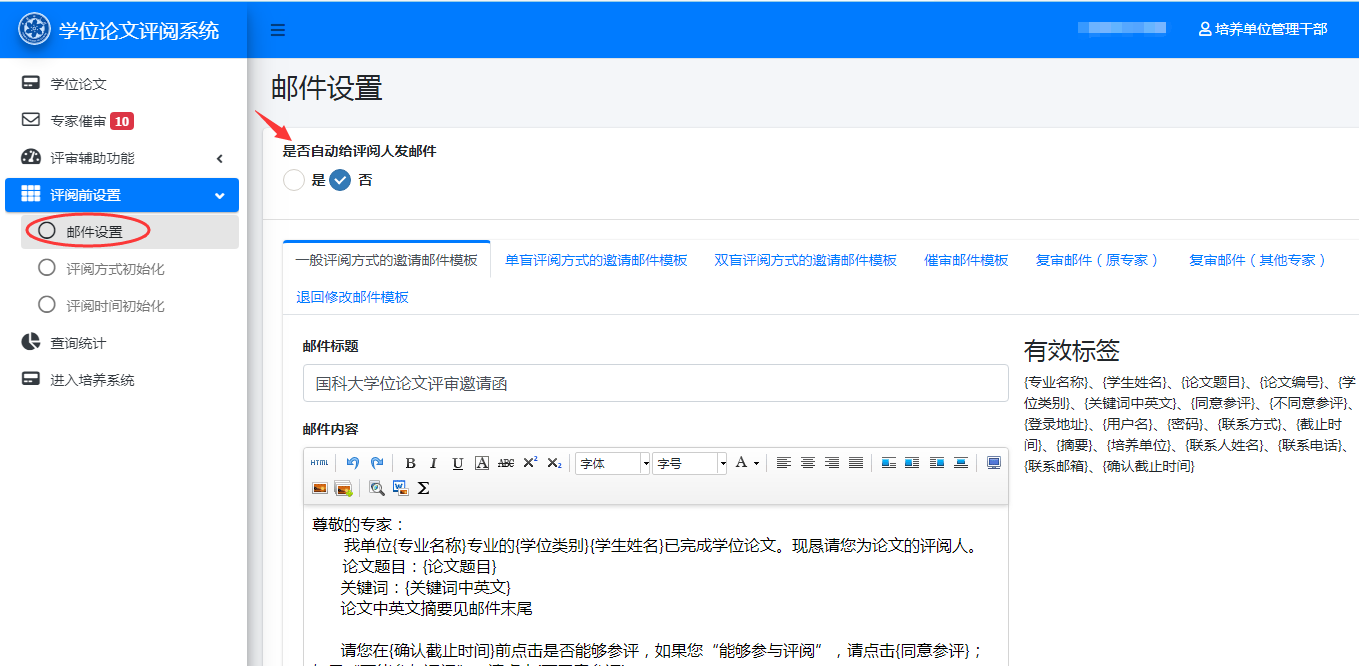 学位论文评阅系统
培养单位管理干部
学位论文
专家催审 10
评审辅助功能
评阅前设置
邮件设置
评阅方式初始化
评阅时间初始化
查询统计
进入培养系统
邮件设置
是否自动给评阅人发邮件
是 否
一般评阅方式的邀请邮件模板 单盲评阅方式的邀请邮件模板 双盲评阅方式的邀请邮件模板 催审邮件模板 复审邮件（原专家） 复审邮件（其他专家）
退回修改邮件模板
邮件标题
国科大学位论文评审邀请函
邮件内容
HTML B I U A ABC X² X₂ 字体 字号 A
W Σ
尊敬的专家：
我单位{专业名称}专业的{学位类别}{学生姓名}已完成学位论文。现恳请您为论文的评阅人。
论文题目：{论文题目}
关键词：{关键词中英文}
论文中英文摘要见邮件末尾
请您在{确认截止时间}前点击是否能够参评，如果您“能够参与评阅”，请点击{同意参评}；
有效标签
{专业名称}、{学生姓名}、{论文题目}、{论文编号}、{学
位类别}、{关键词中英文}、{同意参评}、{不同意参评}、
{登录地址}、{用户名}、{密码}、{联系方式}、{截止时
间}、{摘要}、{培养单位}、{联系人姓名}、{联系电话}、
{联系邮箱}、{确认截止时间}